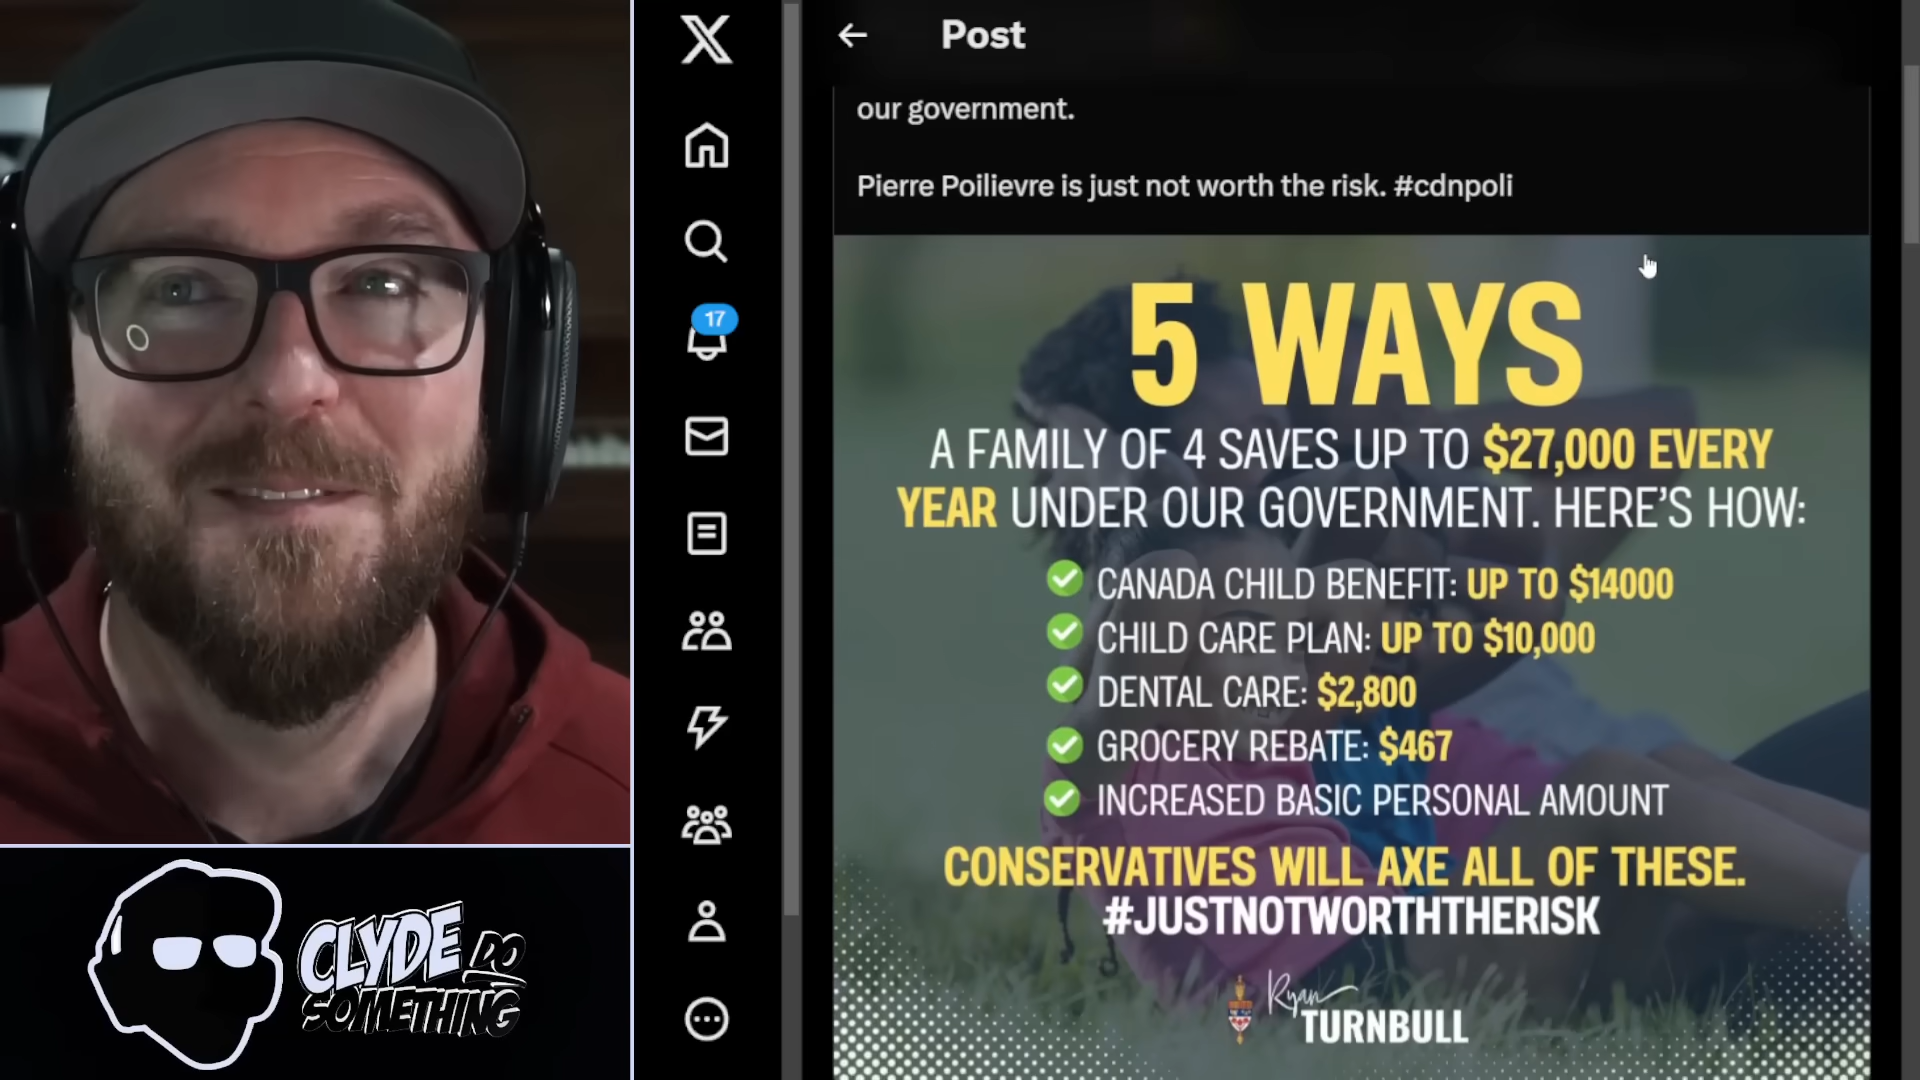 Post
our government.
Pierre Poilievre is just not worth the risk. #cdnpoli
17
5 WAYS
A FAMILY OF 4 SAVES UP TO $27,000 EVERY
YEAR UNDER OUR GOVERNMENT. HERE'S HOW:
CANADA CHILD BENEFIT: UP TO $14000
CHILD CARE PLAN: UP TO $10,000
DENTAL CARE: $2,800
GROCERY REBATE: $467
INCREASED BASIC PERSONAL AMOUNT
CONSERVATIVES WILL AXE ALL OF THESE.
#JUSTNOTWORTHTHERISK
Ryan
TURNBULL
CLYDE DO
SOMETHING